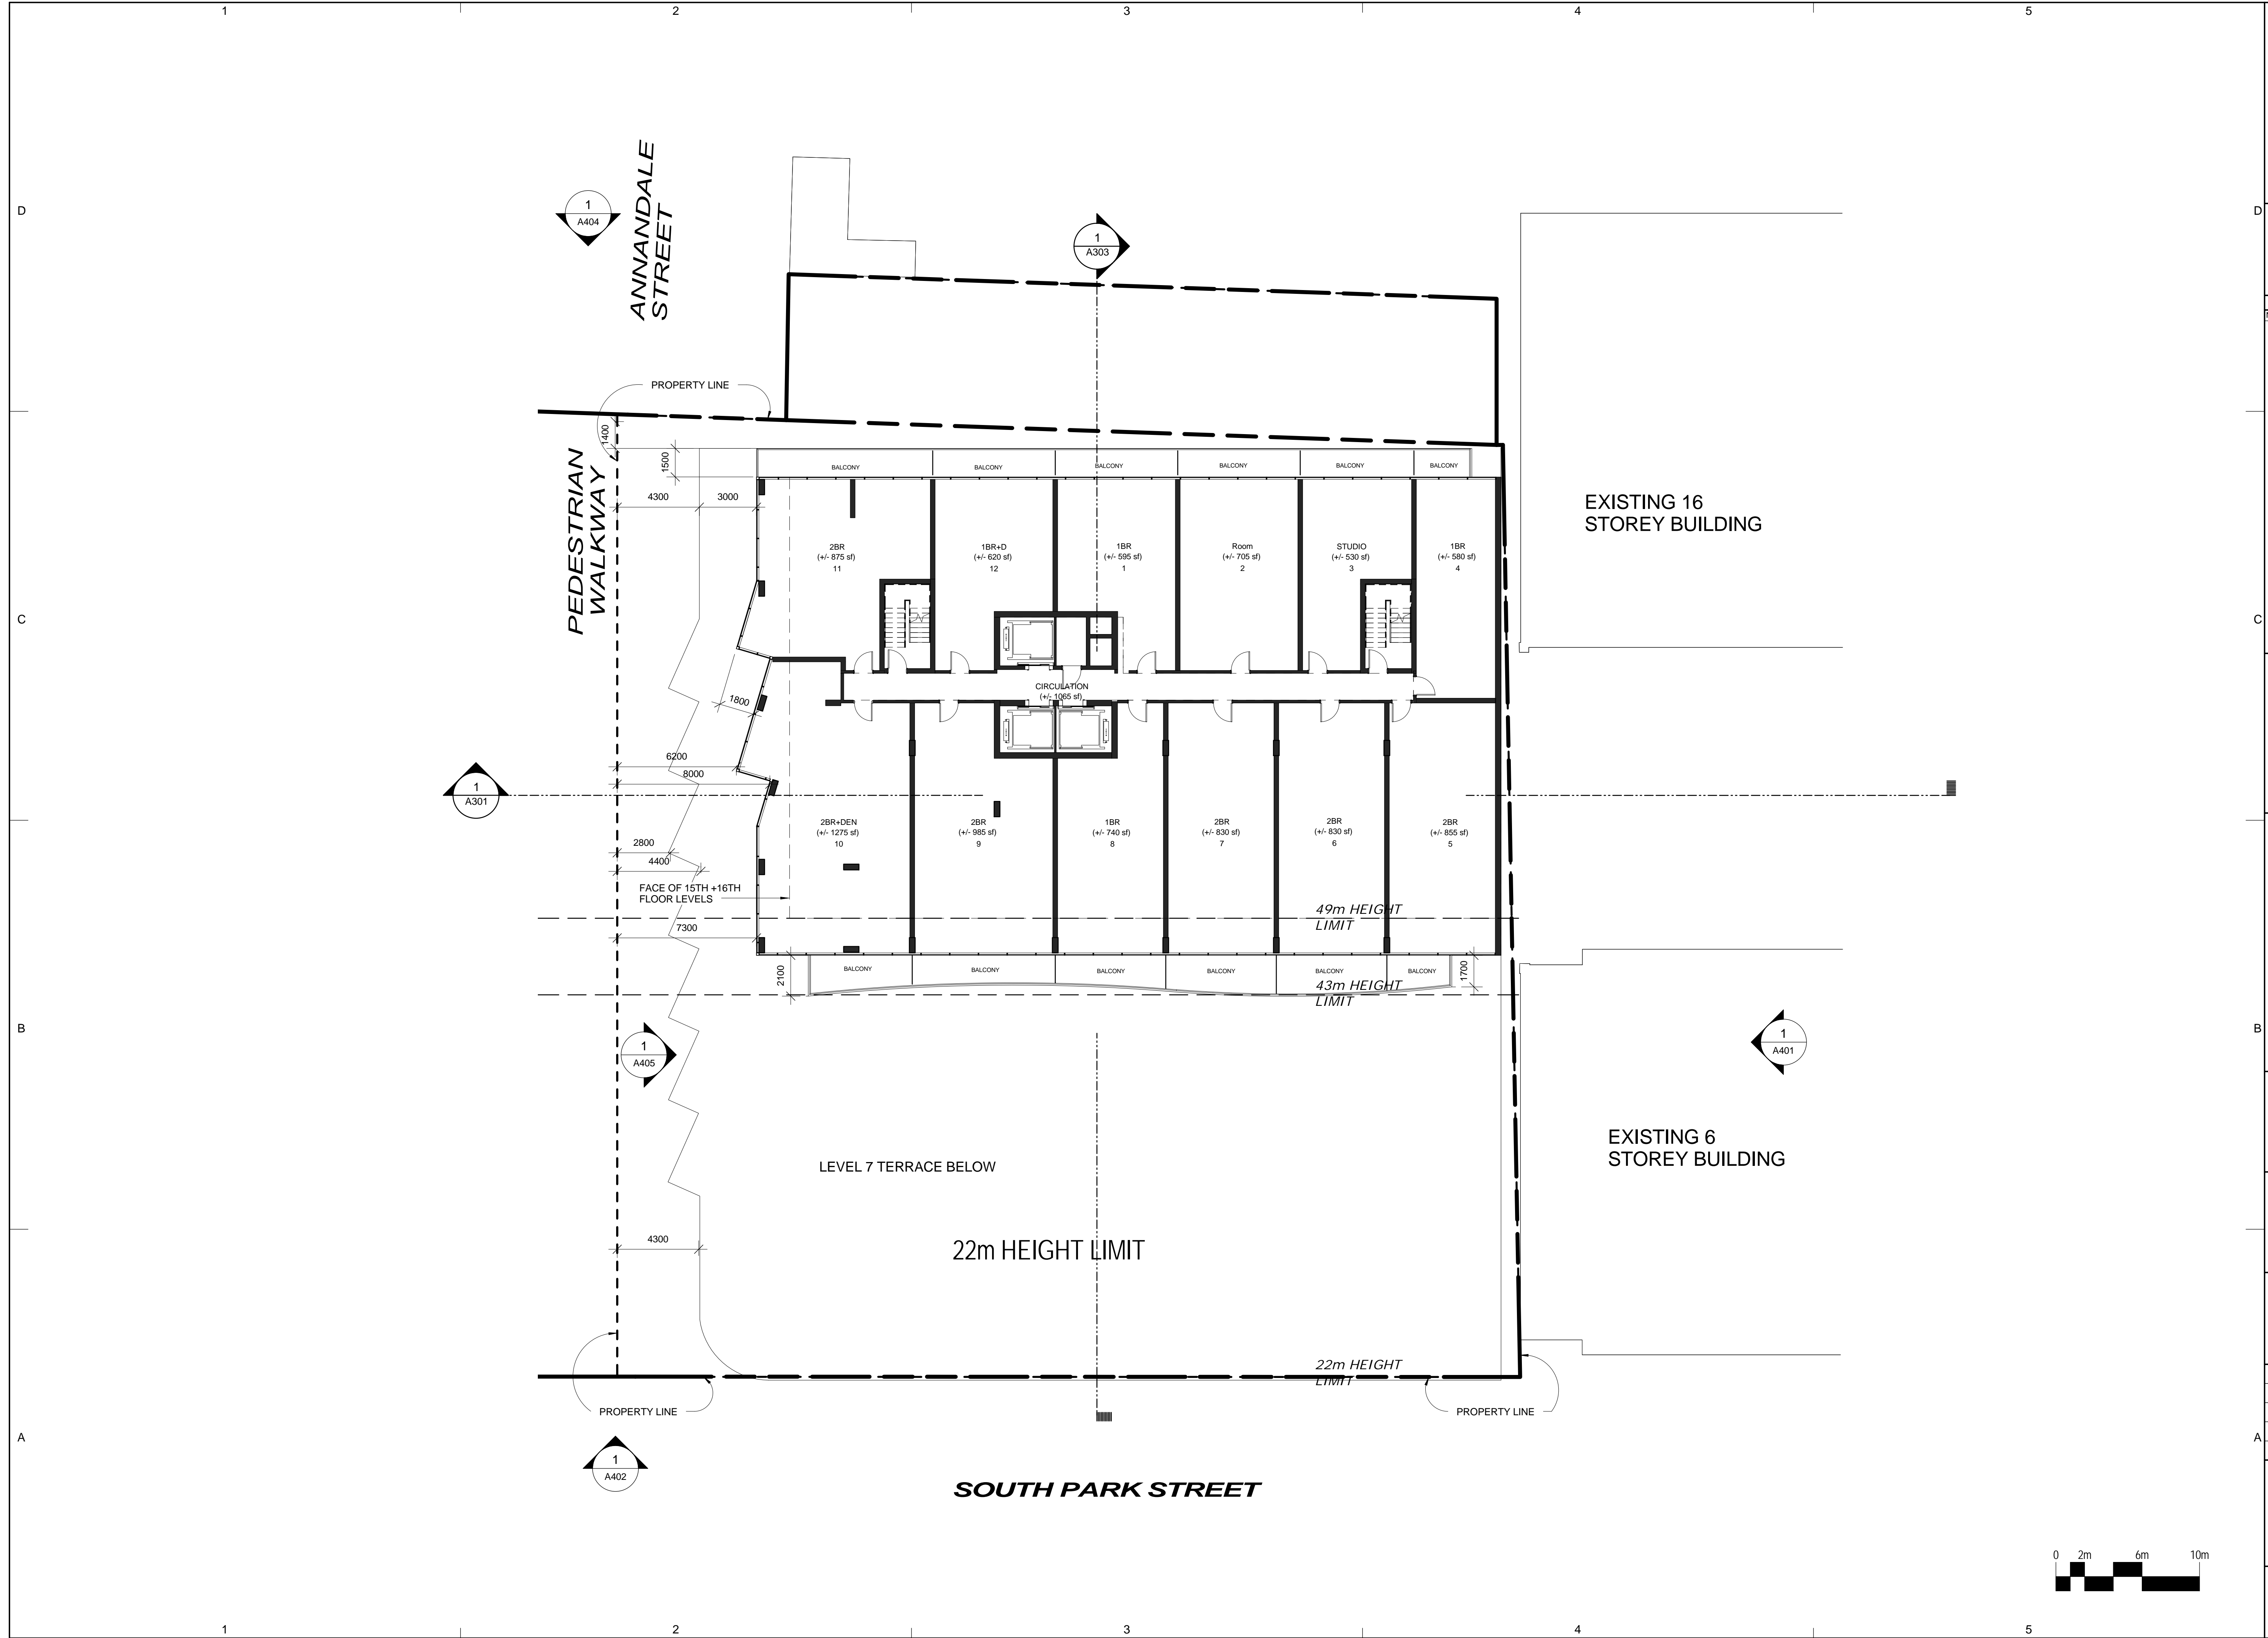 1 2 3 4 5
D D
1
A404
ANNANDALE
STREET
1
A303
PROPERTY LINE
1400
1500
4300 3000
PEDESTRIAN
WALKWAY
BALCONY BALCONY BALCONY BALCONY BALCONY BALCONY
EXISTING 16
STOREY BUILDING
2BR
(+/- 875 sf)
11
1BR+D
(+/- 620 sf)
12
1BR
(+/- 595 sf)
1
Room
(+/- 705 sf)
2
STUDIO
(+/- 530 sf)
3
1BR
(+/- 580 sf)
4
C C
CIRCULATION
(+/- 1065 sf)
1800
6200
8000
1
A301
2BR+DEN
(+/- 1275 sf)
10
2BR
(+/- 985 sf)
9
1BR
(+/- 740 sf)
8
2BR
(+/- 830 sf)
7
2BR
(+/- 830 sf)
6
2BR
(+/- 855 sf)
5
2800
4400
FACE OF 15TH +16TH
FLOOR LEVELS
7300
49m HEIGHT
LIMIT
2100
BALCONY BALCONY BALCONY BALCONY BALCONY BALCONY
1700
43m HEIGHT
LIMIT
B B
1
A405
1
A401
EXISTING 6
STOREY BUILDING
LEVEL 7 TERRACE BELOW
4300
22m HEIGHT LIMIT
22m HEIGHT
LIMIT
PROPERTY LINE
PROPERTY LINE
A A
1
A402
SOUTH PARK STREET
0 2m 6m 10m
1 2 3 4 5